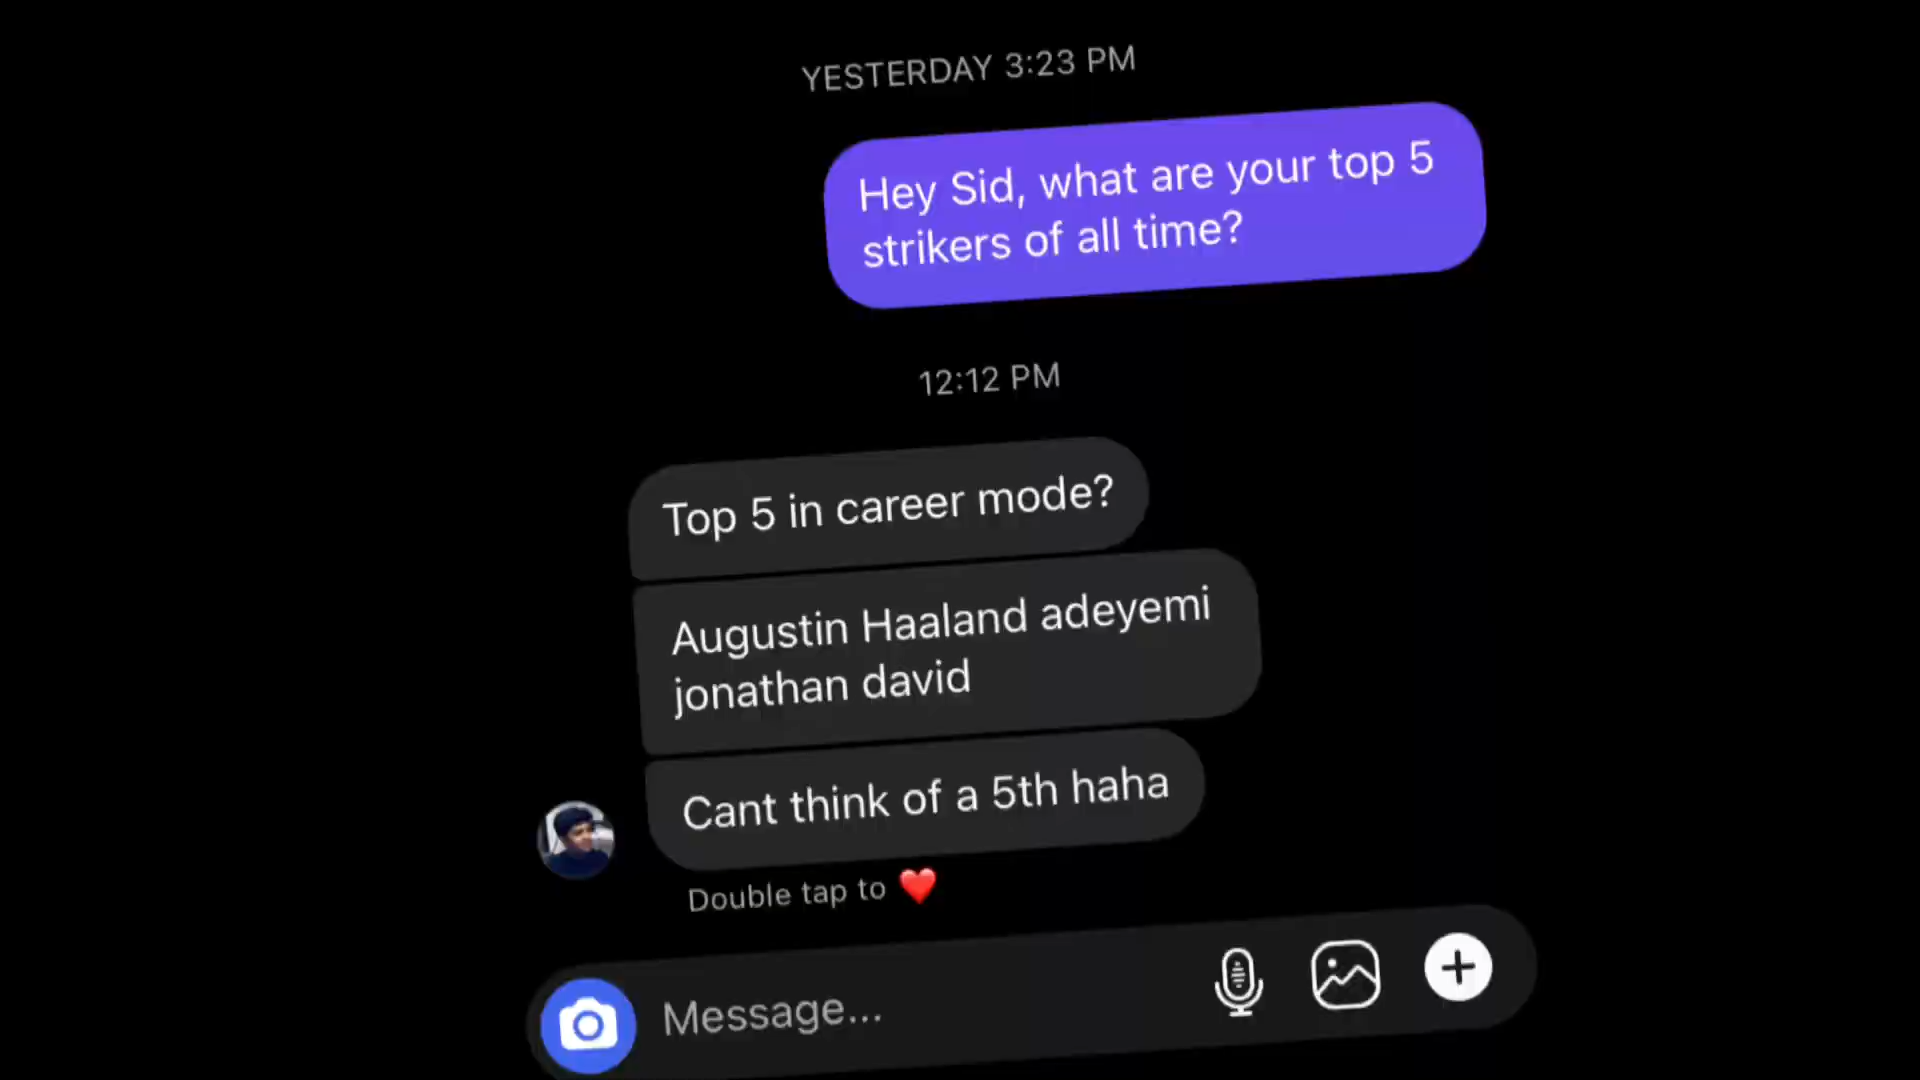 YESTERDAY 3:23 PM
Hey Sid, what are your top 5
strikers of all time?
12:12 PM
Top 5 in career mode?
Augustin Haaland adeyemi
jonathan david
Cant think of a 5th haha
Double tap to ❤️
Message...